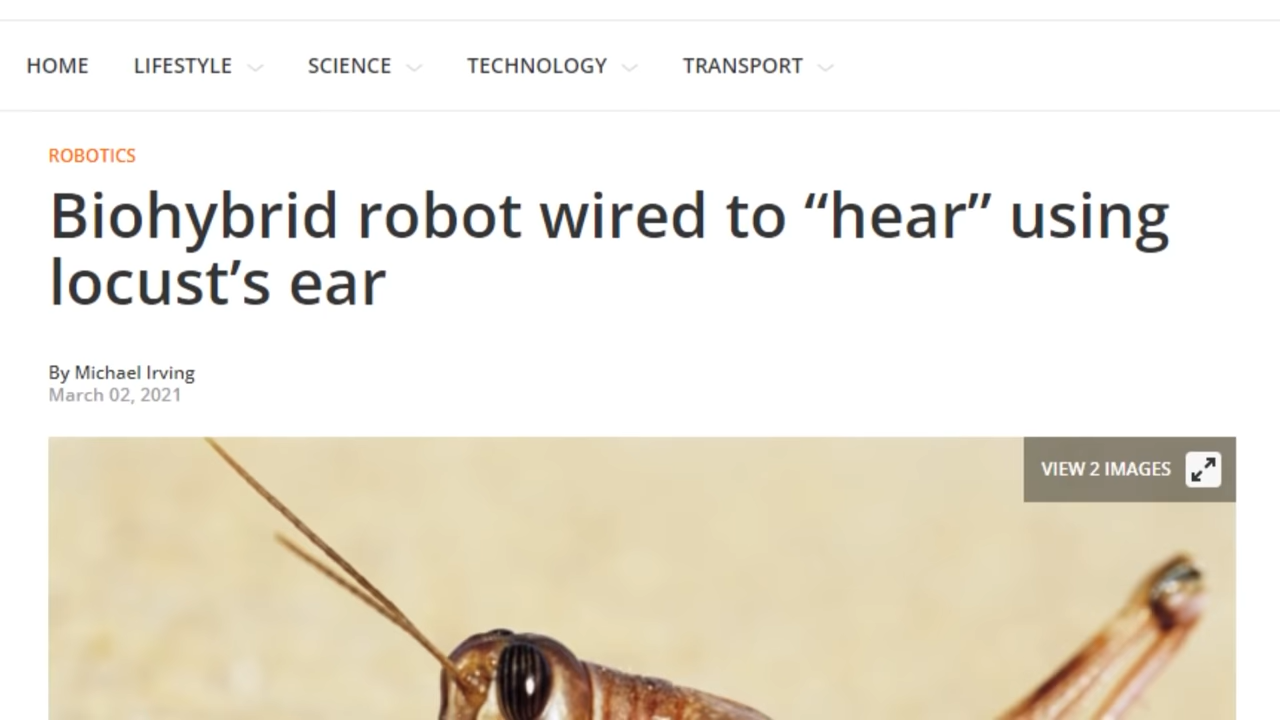 HOME LIFESTYLE SCIENCE TECHNOLOGY TRANSPORT
ROBOTICS
Biohybrid robot wired to “hear” using
locust’s ear
By Michael Irving
March 02, 2021
VIEW 2 IMAGES